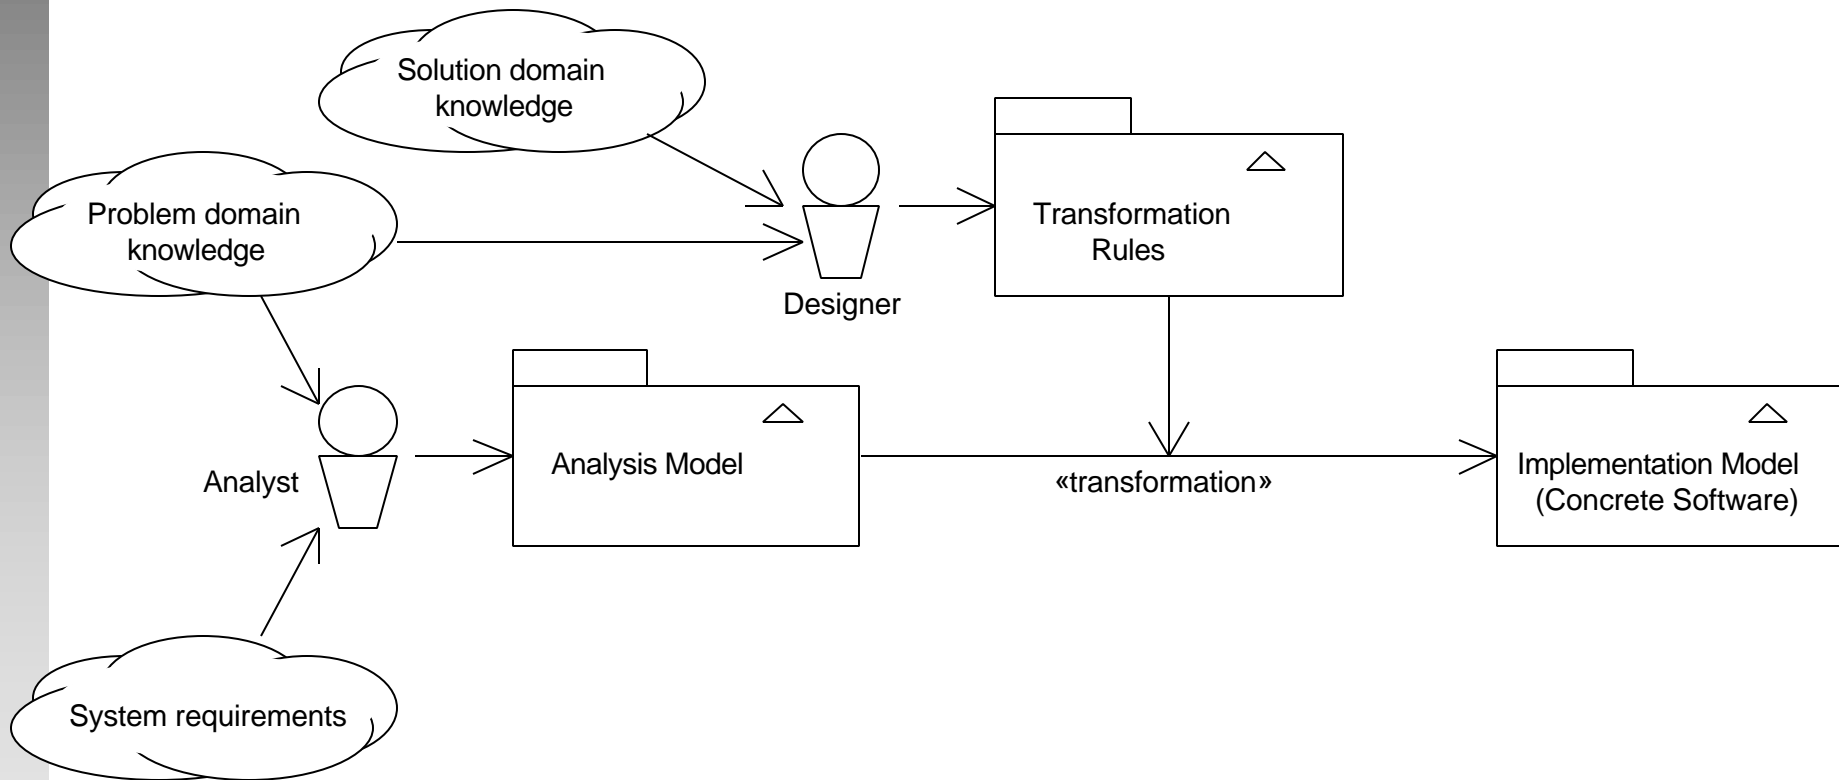 Solution domain
knowledge
Problem domain
knowledge
Transformation
Rules
Designer
Analyst
Analysis Model
«transformation»
Implementation Model
(Concrete Software)
System requirements